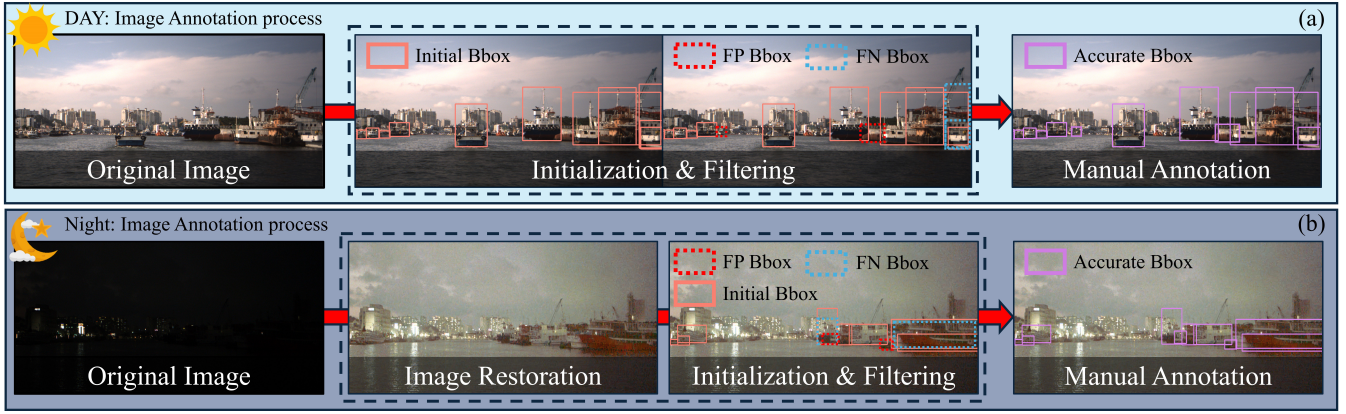 DAY: Image Annotation process
(a)
Initial Bbox
FP Bbox
FN Bbox
Accurate Bbox
Original Image
Initialization & Filtering
Manual Annotation
Night: Image Annotation process
(b)
FP Bbox
FN Bbox
Initial Bbox
Accurate Bbox
Original Image
Image Restoration
Initialization & Filtering
Manual Annotation